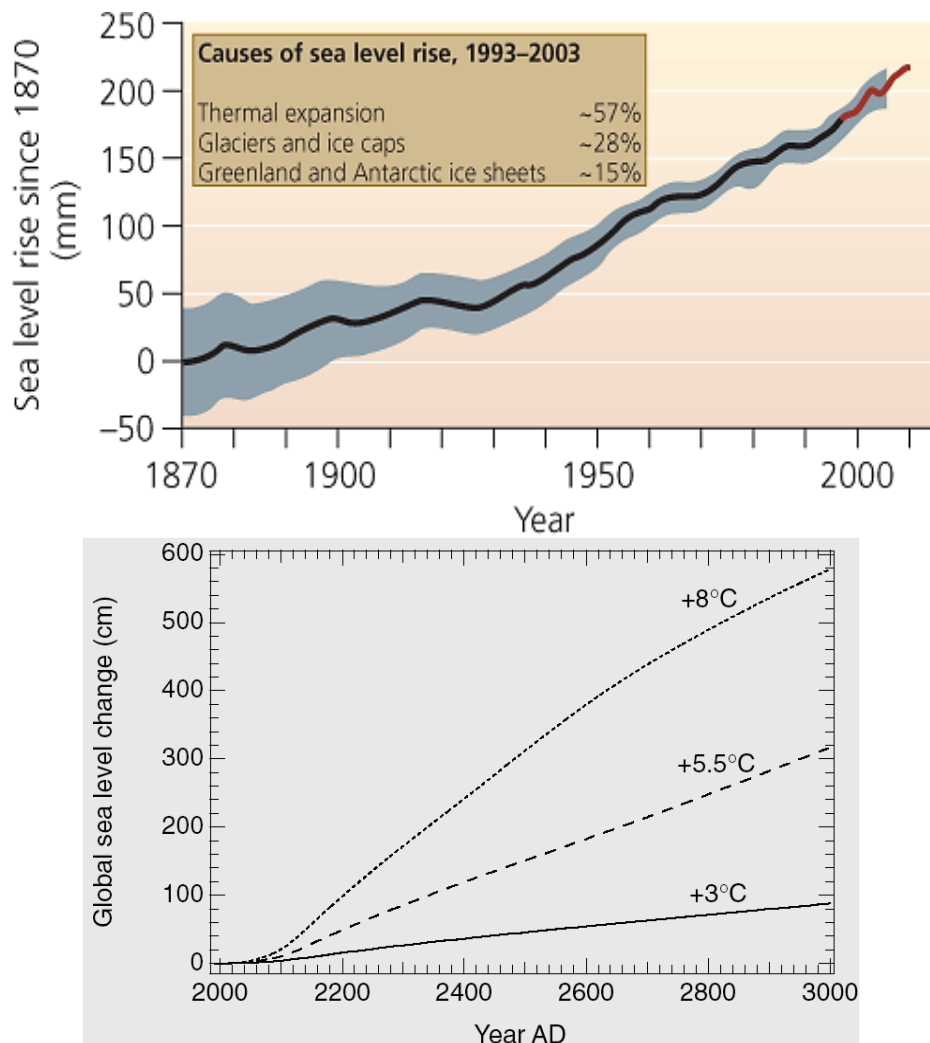 250
200
150
100
50
0
–50
Sea level rise since 1870
(mm)
Causes of sea level rise, 1993–2003
Thermal expansion ~57%
Glaciers and ice caps ~28%
Greenland and Antarctic ice sheets ~15%
1870 1900 1950 2000
Year
600
500
400
300
200
100
0
Global sea level change (cm)
+8°C
+5.5°C
+3°C
2000 2200 2400 2600 2800 3000
Year AD